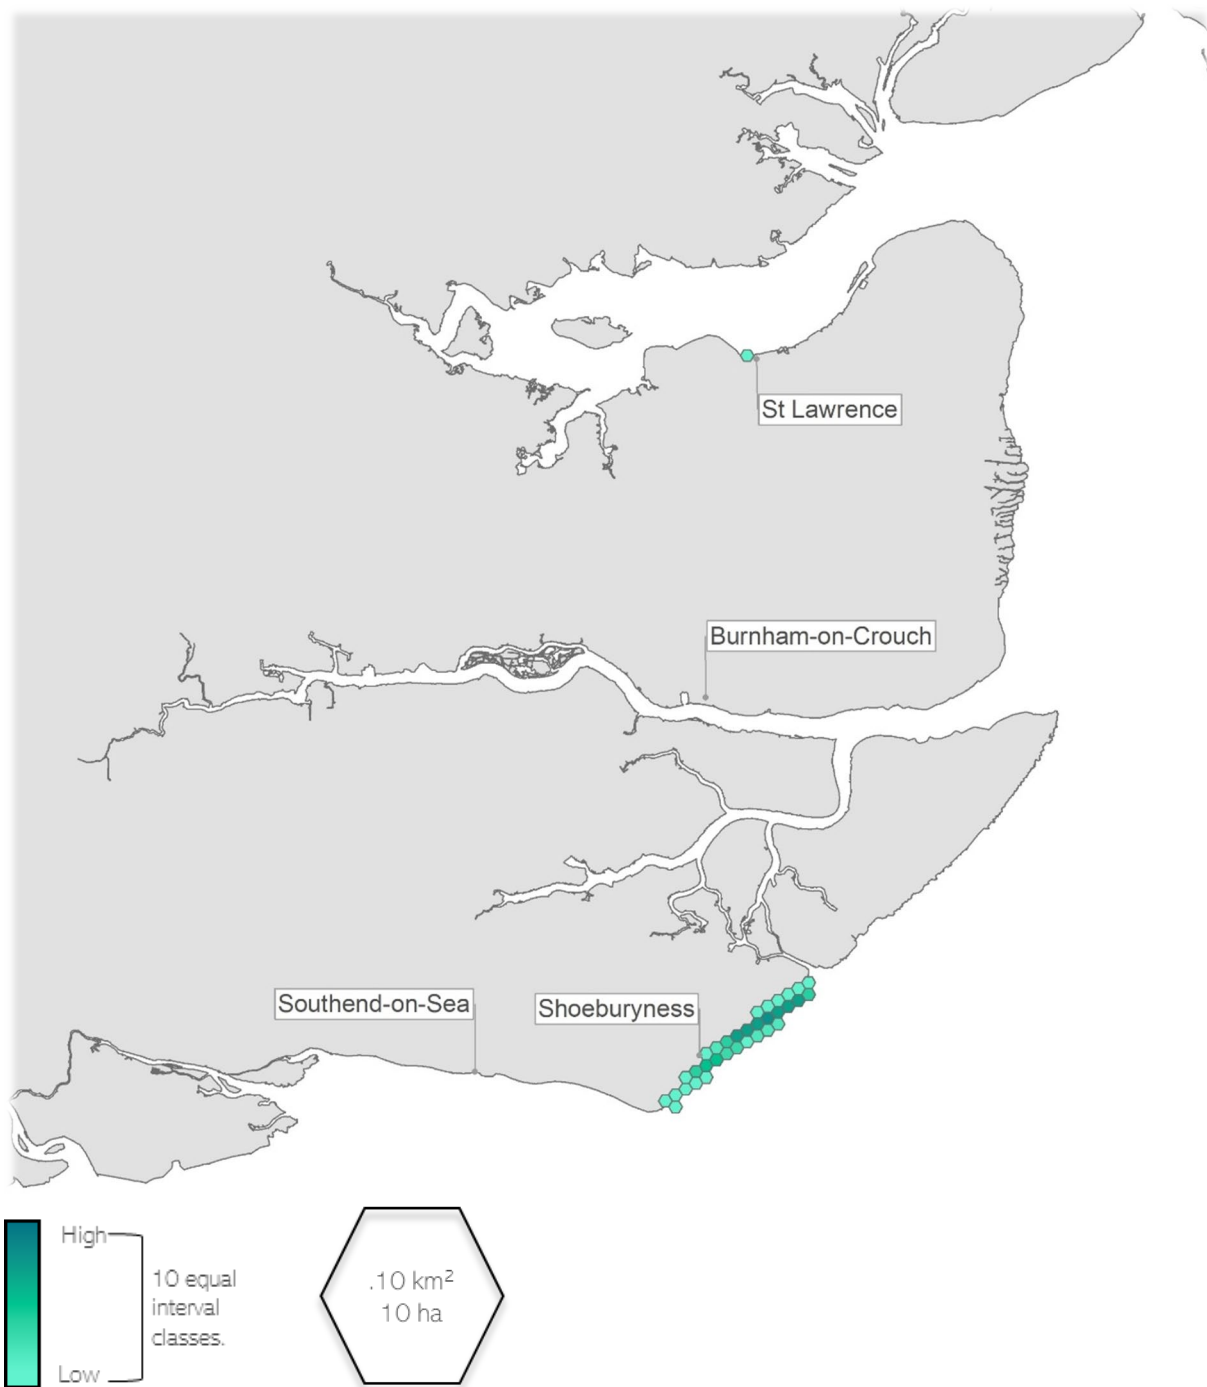 St Lawrence
Burnham-on-Crouch
Southend-on-Sea
Shoeburyness
High
10 equal
interval
classes.
Low
.10 km²
10 ha